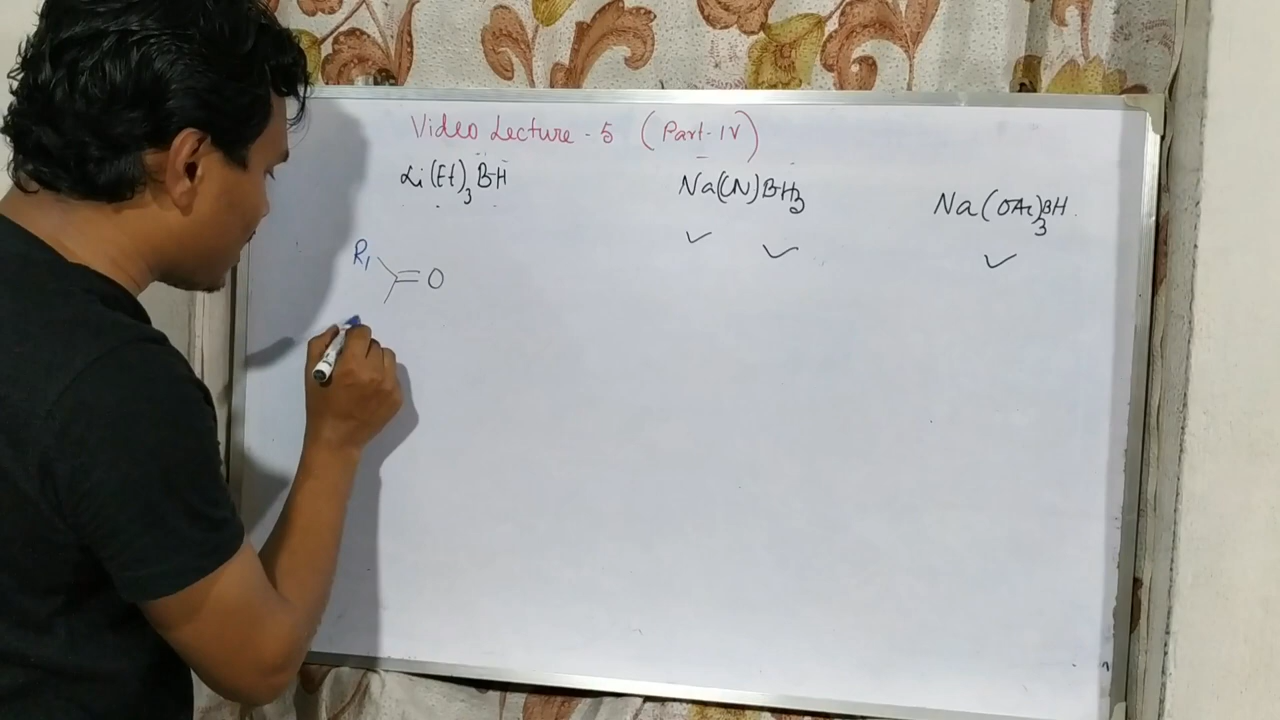 Video Lecture - 5 (Part-IV)
Li(Et)3BH
Na(CN)BH3
Na(OAc)3BH.
R1
=O